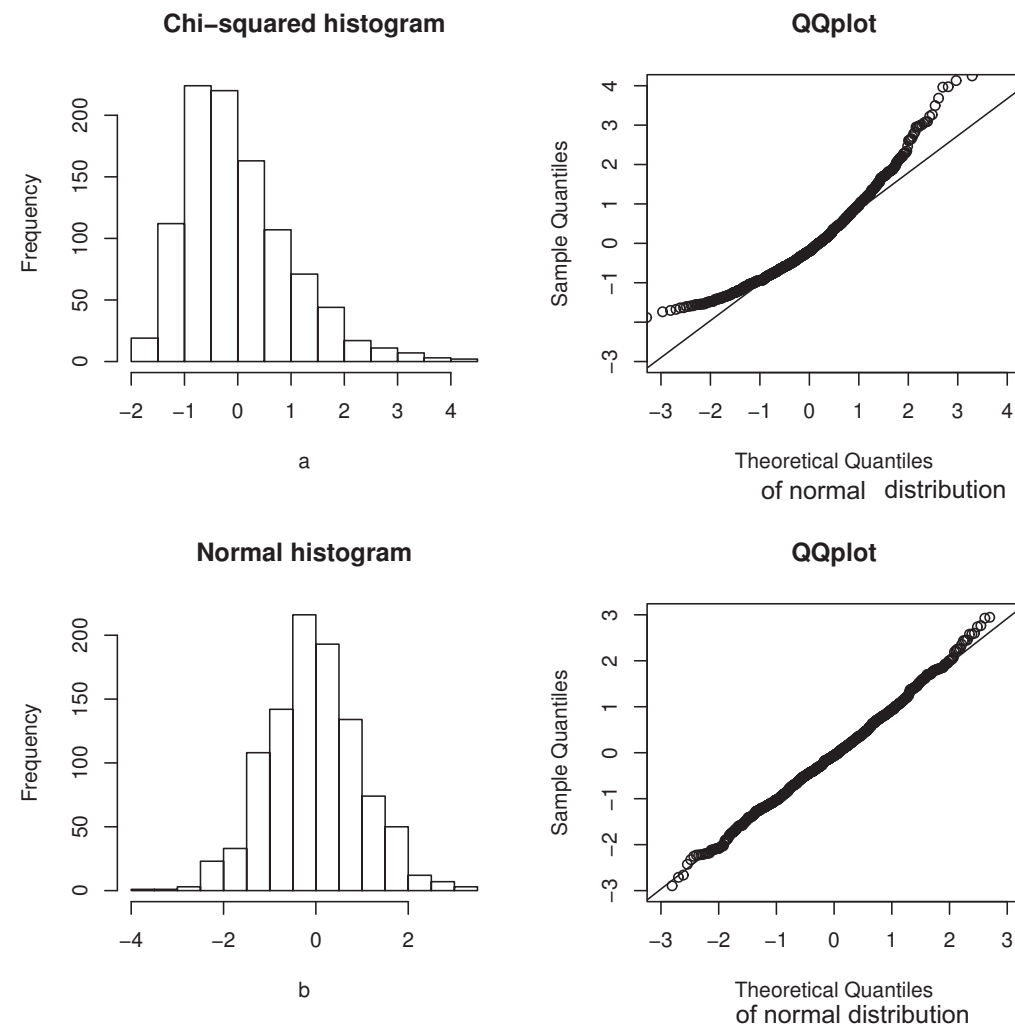 Chi−squared histogram
Frequency
0 50 100 150 200
−2 −1 0 1 2 3 4
a
QQplot
Sample Quantiles
−3 −1 0 1 2 3 4
−3 −2 −1 0 1 2 3 4
Theoretical Quantiles
of normal distribution
Normal histogram
Frequency
0 50 100 150 200
−4 −2 0 2
b
QQplot
Sample Quantiles
−3 −2 −1 0 1 2 3
−3 −2 −1 0 1 2 3
Theoretical Quantiles
of normal distribution